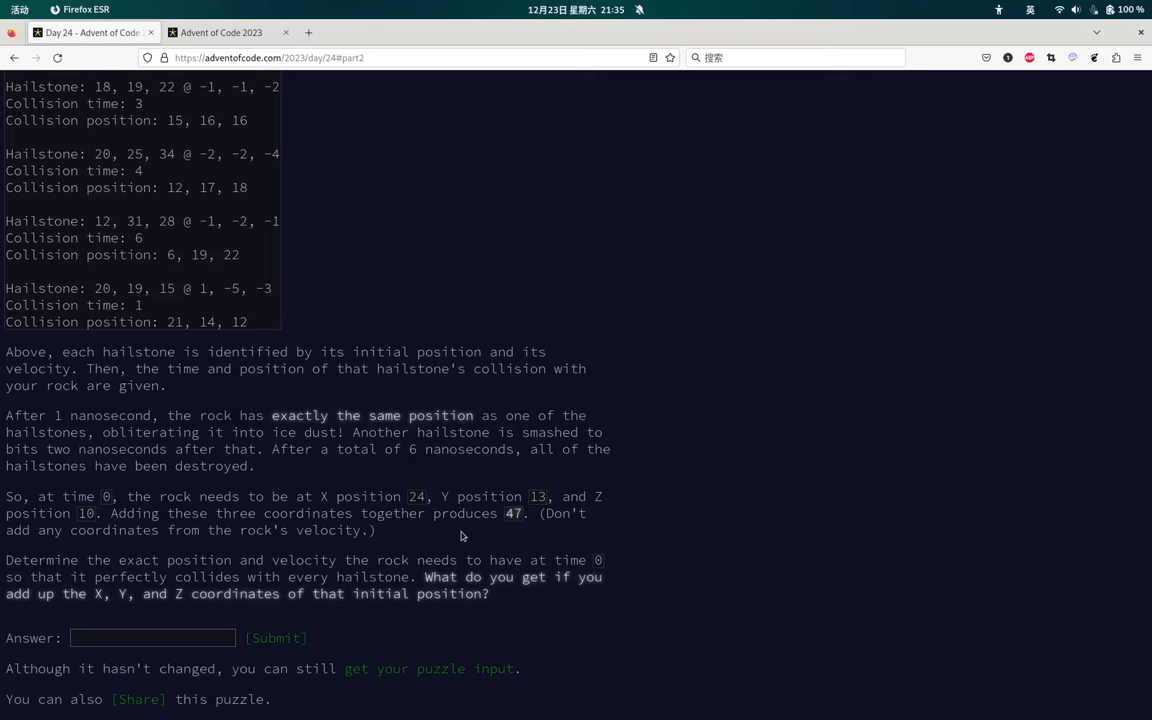 活动
Firefox ESR
12月23日 星期六 21:35
100 %
Day 24 - Advent of Code
Advent of Code 2023
https://adventofcode.com/2023/day/24#part2
搜索
Hailstone: 18, 19, 22 @ -1, -1, -2
Collision time: 3
Collision position: 15, 16, 16
Hailstone: 20, 25, 34 @ -2, -2, -4
Collision time: 4
Collision position: 12, 17, 18
Hailstone: 12, 31, 28 @ -1, -2, -1
Collision time: 6
Collision position: 6, 19, 22
Hailstone: 20, 19, 15 @ 1, -5, -3
Collision time: 1
Collision position: 21, 14, 12
Above, each hailstone is identified by its initial position and its
velocity. Then, the time and position of that hailstone's collision with
your rock are given.
After 1 nanosecond, the rock has exactly the same position as one of the
hailstones, obliterating it into ice dust! Another hailstone is smashed to
bits two nanoseconds after that. After a total of 6 nanoseconds, all of the
hailstones have been destroyed.
So, at time 0, the rock needs to be at X position 24, Y position 13, and Z
position 10. Adding these three coordinates together produces 47. (Don't
add any coordinates from the rock's velocity.)
Determine the exact position and velocity the rock needs to have at time 0
so that it perfectly collides with every hailstone. What do you get if you
add up the X, Y, and Z coordinates of that initial position?
Answer:
[Submit]
Although it hasn't changed, you can still get your puzzle input.
You can also [Share] this puzzle.
英